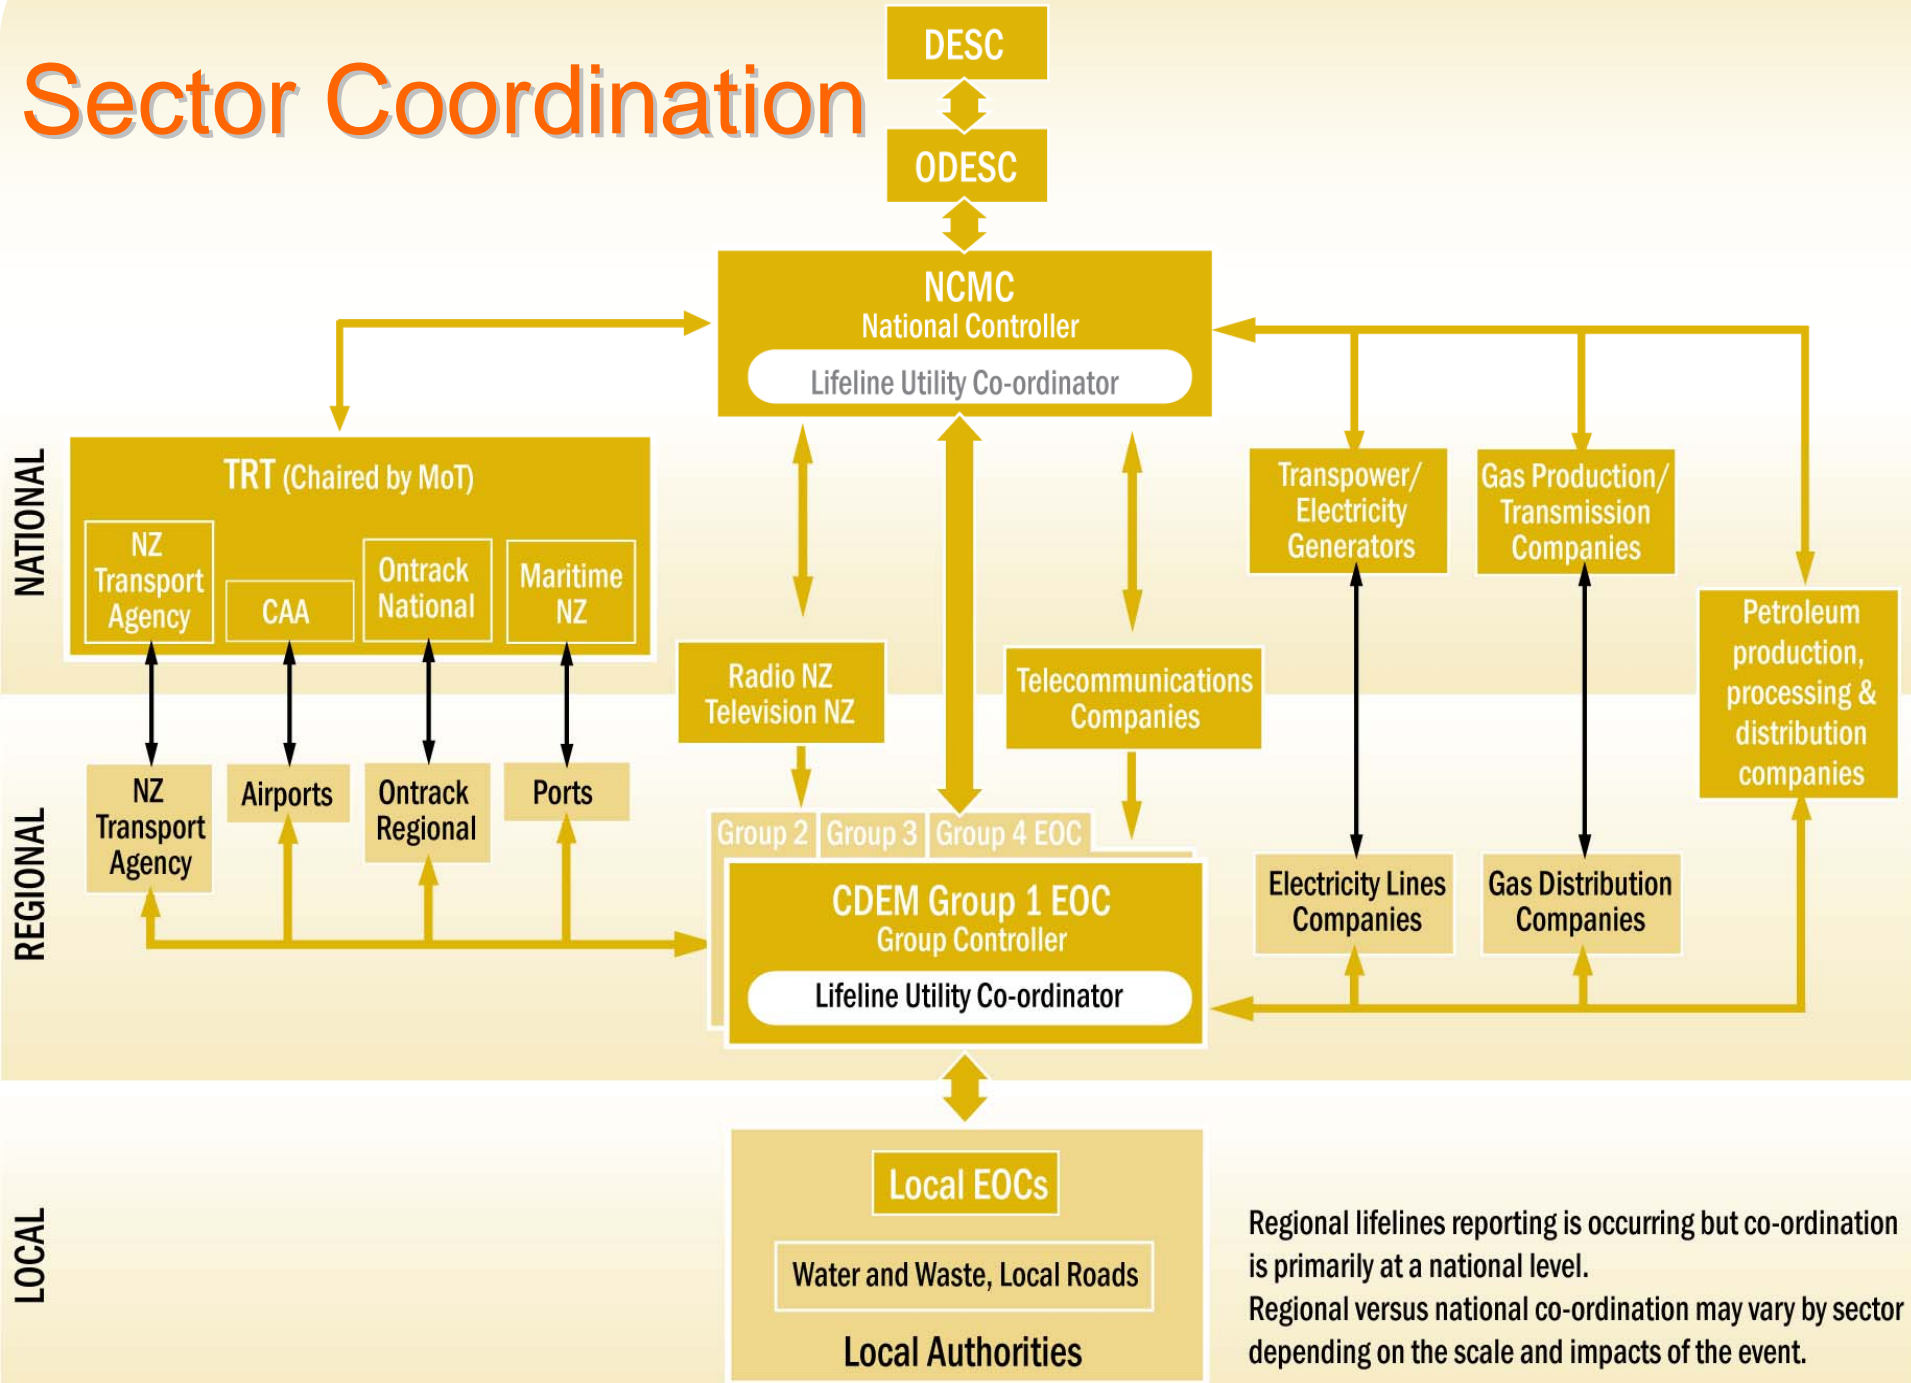 Sector Coordination
DESC
ODESC
NCMC
National Controller
Lifeline Utility Co-ordinator
NATIONAL
TRT (Chaired by MoT)
NZ
Transport
Agency
CAA
Ontrack
National
Maritime
NZ
Radio NZ
Television NZ
Telecommunications
Companies
Transpower/
Electricity
Generators
Gas Production/
Transmission
Companies
Petroleum
production,
processing &
distribution
companies
REGIONAL
NZ
Transport
Agency
Airports
Ontrack
Regional
Ports
Group 2
Group 3
Group 4 EOC
CDEM Group 1 EOC
Group Controller
Lifeline Utility Co-ordinator
Electricity Lines
Companies
Gas Distribution
Companies
LOCAL
Local EOCs
Water and Waste, Local Roads
Local Authorities
Regional lifelines reporting is occurring but co-ordination
is primarily at a national level.
Regional versus national co-ordination may vary by sector
depending on the scale and impacts of the event.